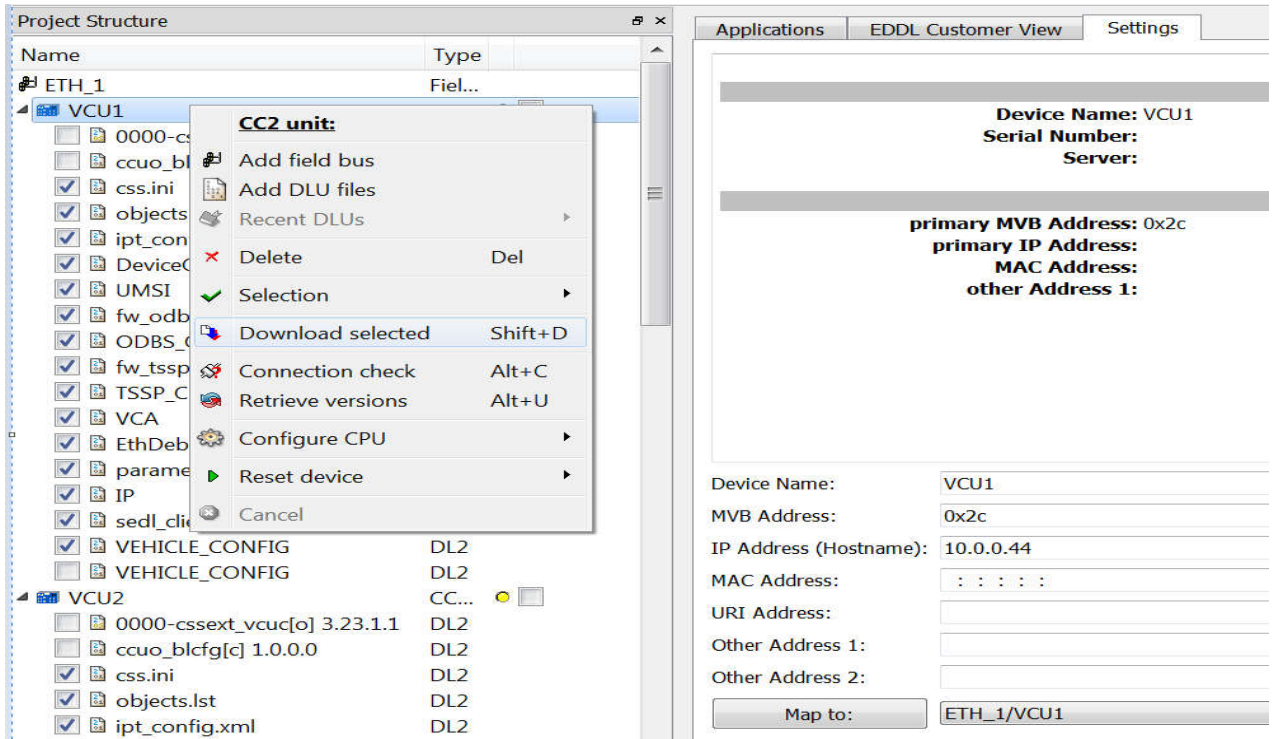 Project Structure
Name Type
ETH_1 Fiel...
VCU1
0000-cs
ccuo_bl
css.ini
objects
ipt_con
Device
UMSI
fw_odb
ODBS_
fw_tssp
TSSP_C
VCA
EthDeb
parame
IP
sedl_clie
VEHICLE_CONFIG DL2
VEHICLE_CONFIG DL2
VCU2 CC...
0000-cssext_vcuc[o] 3.23.1.1 DL2
ccuo_blcfg[c] 1.0.0.0 DL2
css.ini DL2
objects.lst DL2
ipt_config.xml DL2
CC2 unit:
Add field bus
Add DLU files
Recent DLUs
Delete Del
Selection
Download selected Shift+D
Connection check Alt+C
Retrieve versions Alt+U
Configure CPU
Reset device
Cancel
Applications EDDL Customer View Settings
Device Name: VCU1
Serial Number:
Server:
primary MVB Address: 0x2c
primary IP Address:
MAC Address:
other Address 1:
Device Name: VCU1
MVB Address: 0x2c
IP Address (Hostname): 10.0.0.44
MAC Address: : : : : :
URI Address:
Other Address 1:
Other Address 2:
Map to: ETH_1/VCU1